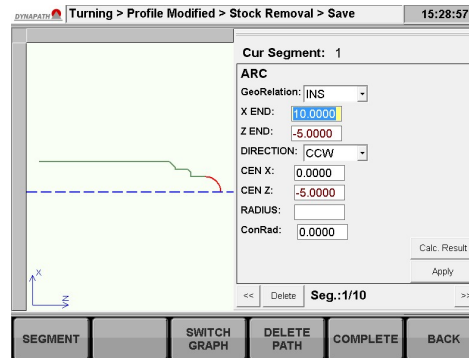 DYNAPATH Turning > Profile Modified > Stock Removal > Save 15:28:57
Cur Segment: 1
ARC
GeoRelation: INS
X END: 10.0000
Z END: -5.0000
DIRECTION: CCW
CEN X: 0.0000
CEN Z: -5.0000
RADIUS:
ConRad: 0.0000
Calc. Result
Apply
X
Z
<< Delete Seg.:1/10 >>
SEGMENT SWITCH GRAPH DELETE PATH COMPLETE BACK